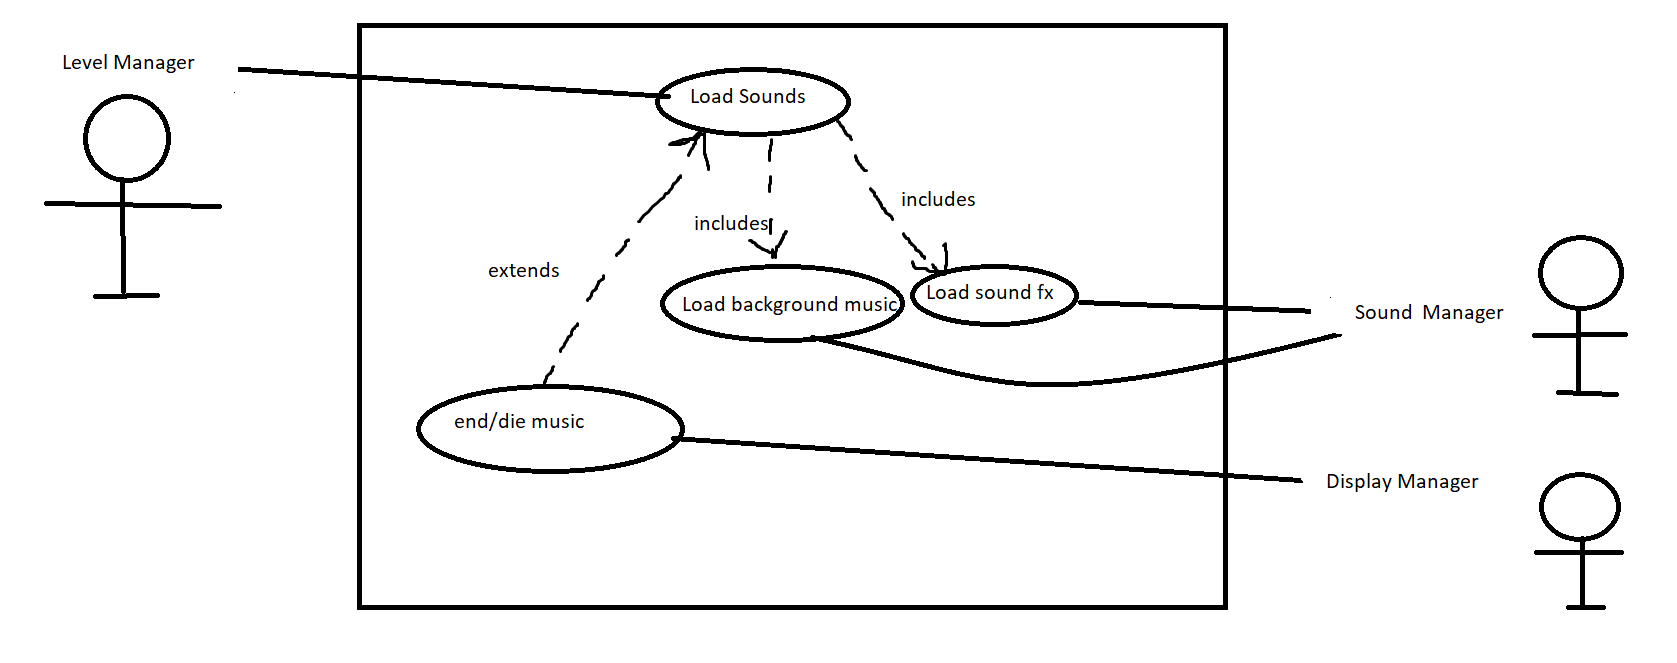 Level Manager
Load Sounds
includes
includes
extends
Load background music
Load sound fx
Sound  Manager
end/die music
Display Manager